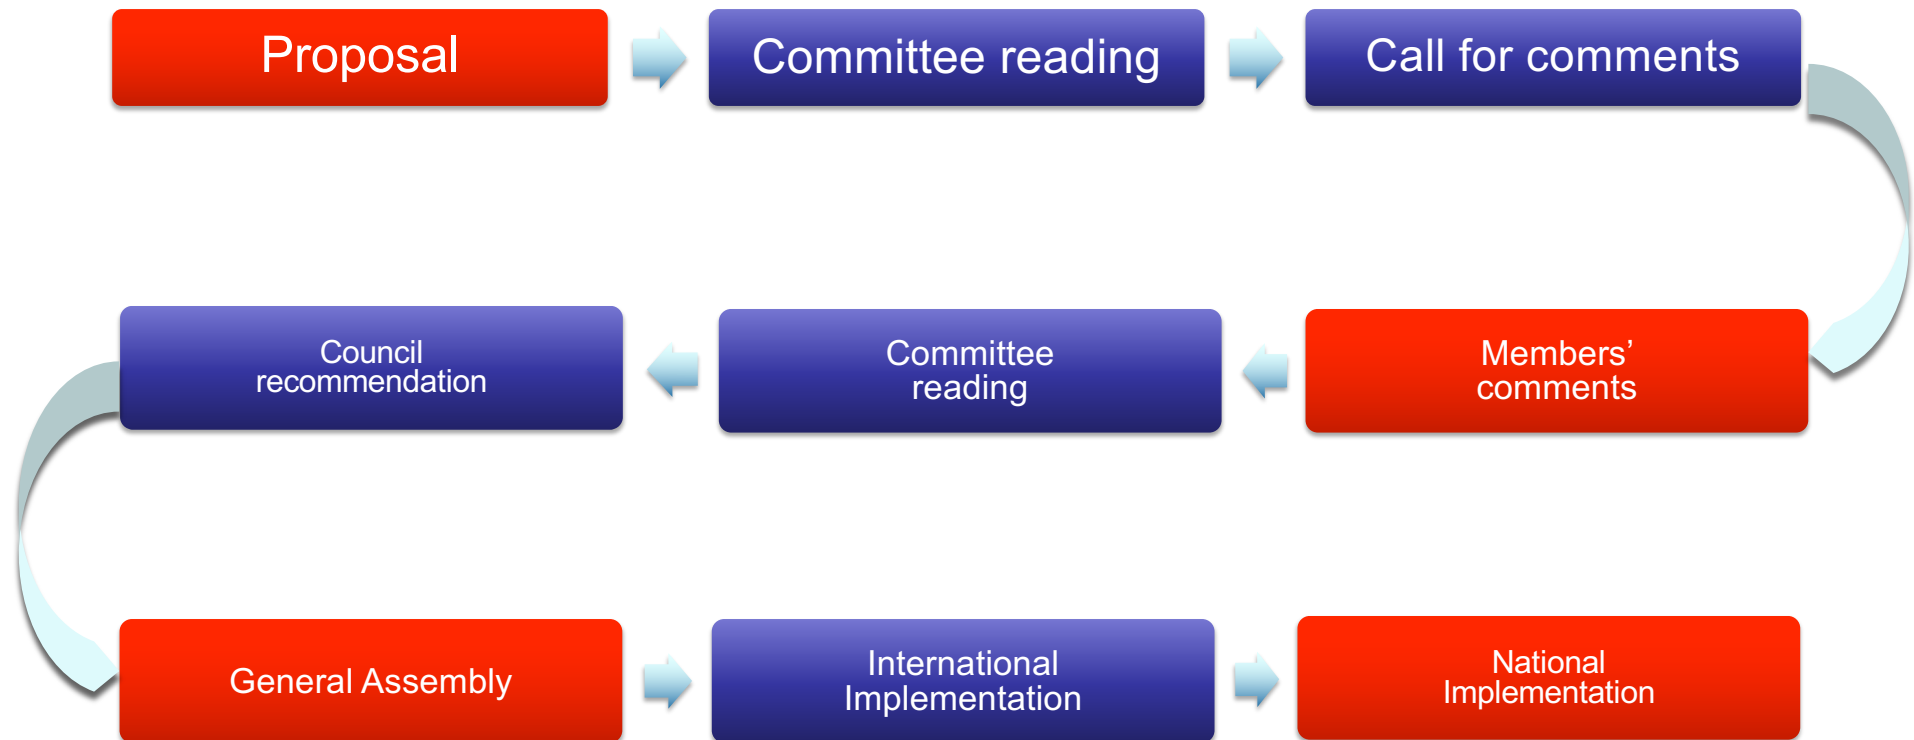 Proposal
Committee reading
Call for comments
Members’
comments
Committee
reading
Council
recommendation
General Assembly
International
Implementation
National
Implementation